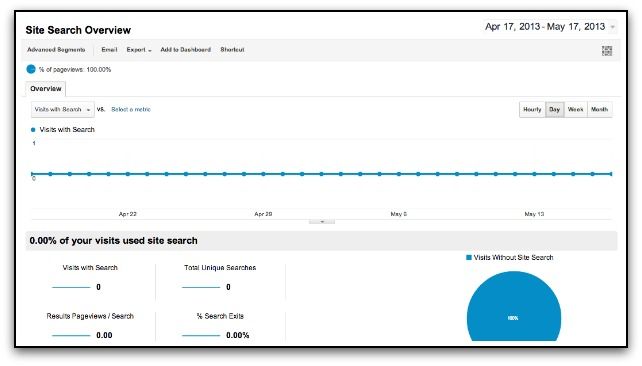 Site Search Overview
Apr 17, 2013 - May 17, 2013
Advanced Segments Email Export Add to Dashboard Shortcut
% of pageviews: 100.00%
Overview
Visits with Search VS. Select a metric Hourly Day Week Month
Visits with Search
1
0
Apr 22 Apr 29 May 6 May 13
0.00% of your visits used site search
Visits with Search Total Unique Searches
0 0
Results Pageviews / Search % Search Exits
0.00 0.00%
Visits Without Site Search
100%